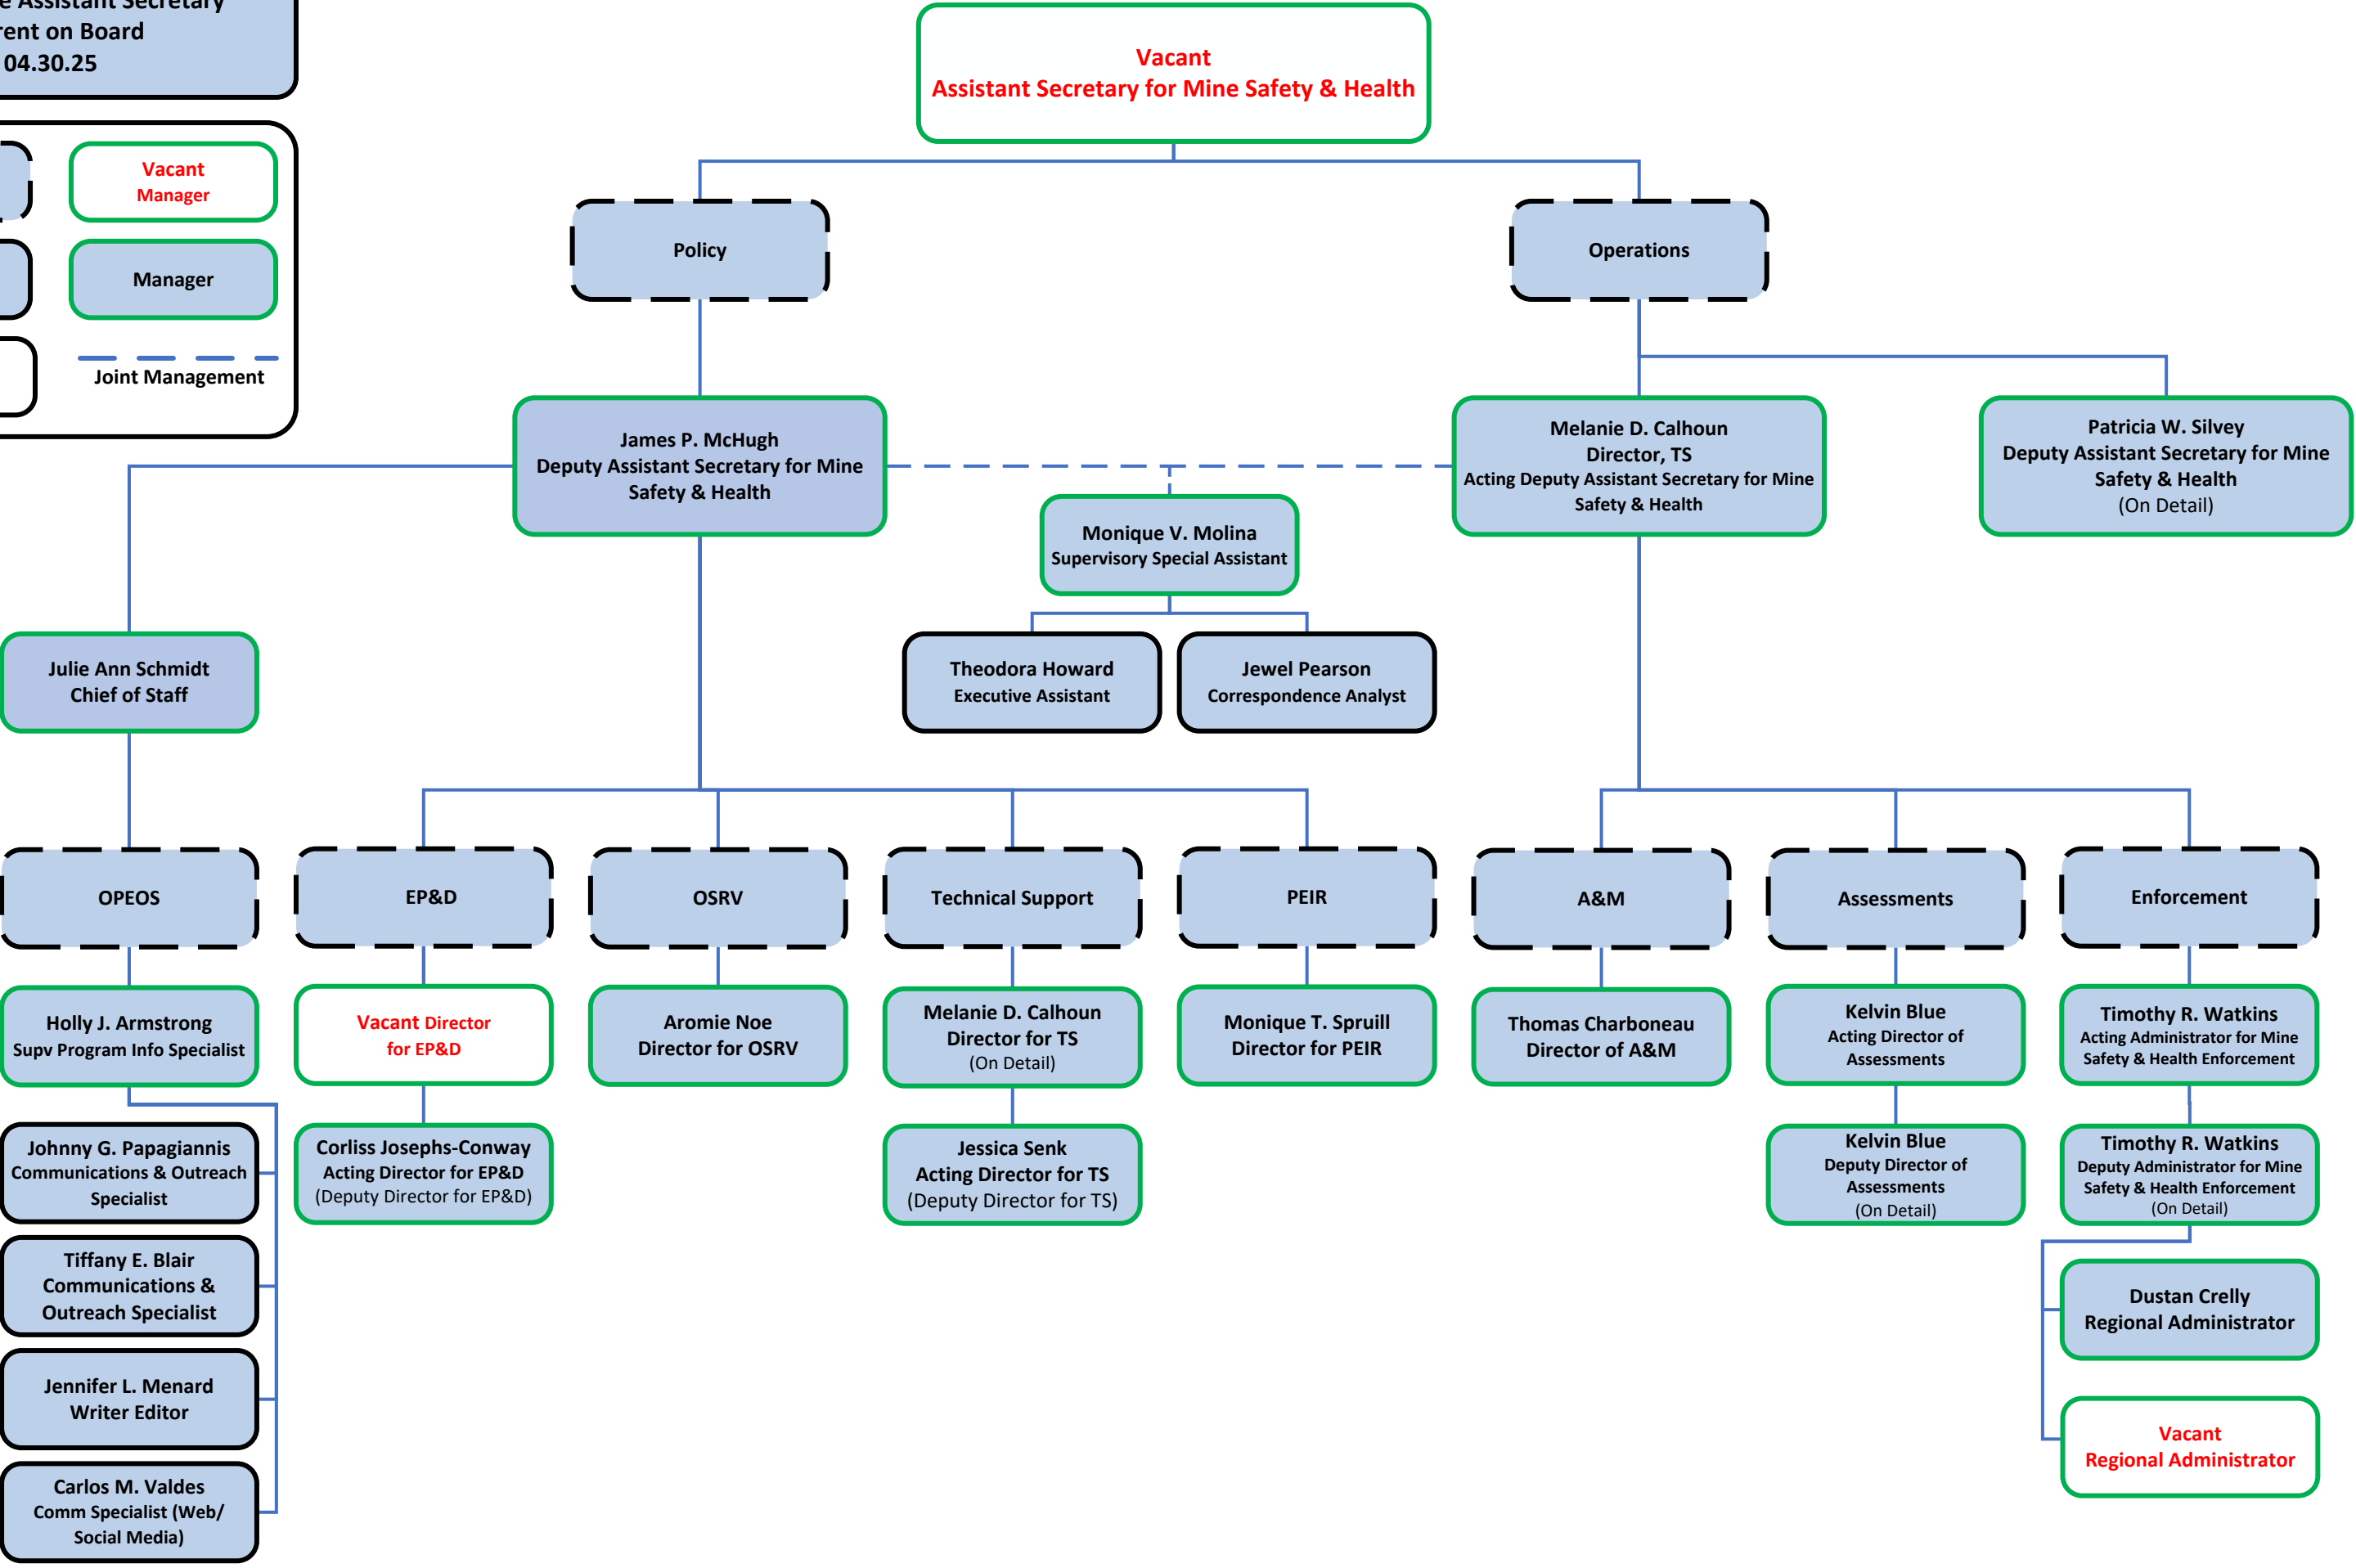 Assistant Secretary
on Board
04.30.25
Vacant
Manager
Manager
Joint Management
Vacant
Assistant Secretary for Mine Safety & Health
Policy
Operations
James P. McHugh
Deputy Assistant Secretary for Mine
Safety & Health
Melanie D. Calhoun
Director, TS
Acting Deputy Assistant Secretary for Mine
Safety & Health
Patricia W. Silvey
Deputy Assistant Secretary for Mine
Safety & Health
(On Detail)
Monique V. Molina
Supervisory Special Assistant
Theodora Howard
Executive Assistant
Jewel Pearson
Correspondence Analyst
Julie Ann Schmidt
Chief of Staff
OPEOS
EP&D
OSRV
Technical Support
PEIR
A&M
Assessments
Enforcement
Holly J. Armstrong
Supv Program Info Specialist
Vacant Director
for EP&D
Aromie Noe
Director for OSRV
Melanie D. Calhoun
Director for TS
(On Detail)
Monique T. Spruill
Director for PEIR
Thomas Charboneau
Director of A&M
Kelvin Blue
Acting Director of
Assessments
Timothy R. Watkins
Acting Administrator for Mine
Safety & Health Enforcement
Johnny G. Papagiannis
Communications & Outreach
Specialist
Corliss Josephs-Conway
Acting Director for EP&D
(Deputy Director for EP&D)
Jessica Senk
Acting Director for TS
(Deputy Director for TS)
Kelvin Blue
Deputy Director of
Assessments
(On Detail)
Timothy R. Watkins
Deputy Administrator for Mine
Safety & Health Enforcement
(On Detail)
Tiffany E. Blair
Communications &
Outreach Specialist
Dustan Crelly
Regional Administrator
Jennifer L. Menard
Writer Editor
Vacant
Regional Administrator
Carlos M. Valdes
Comm Specialist (Web/
Social Media)